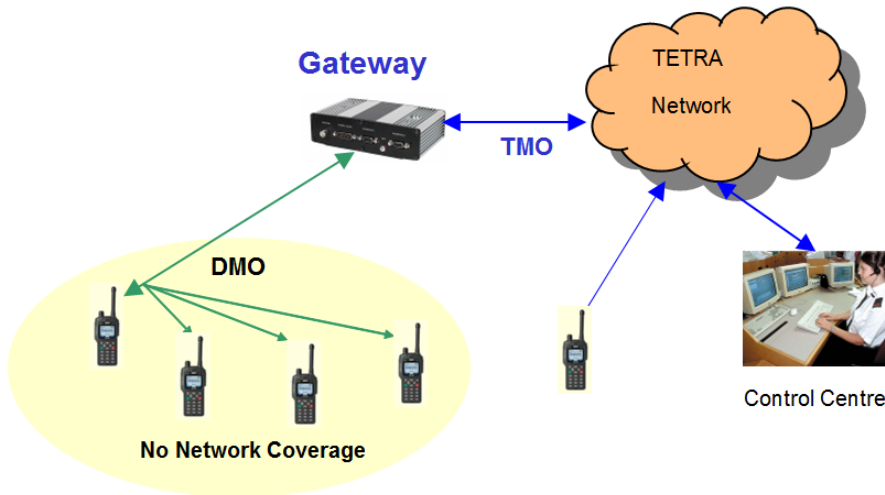 Gateway
TETRA
Network
TMO
DMO
No Network Coverage
Control Centre